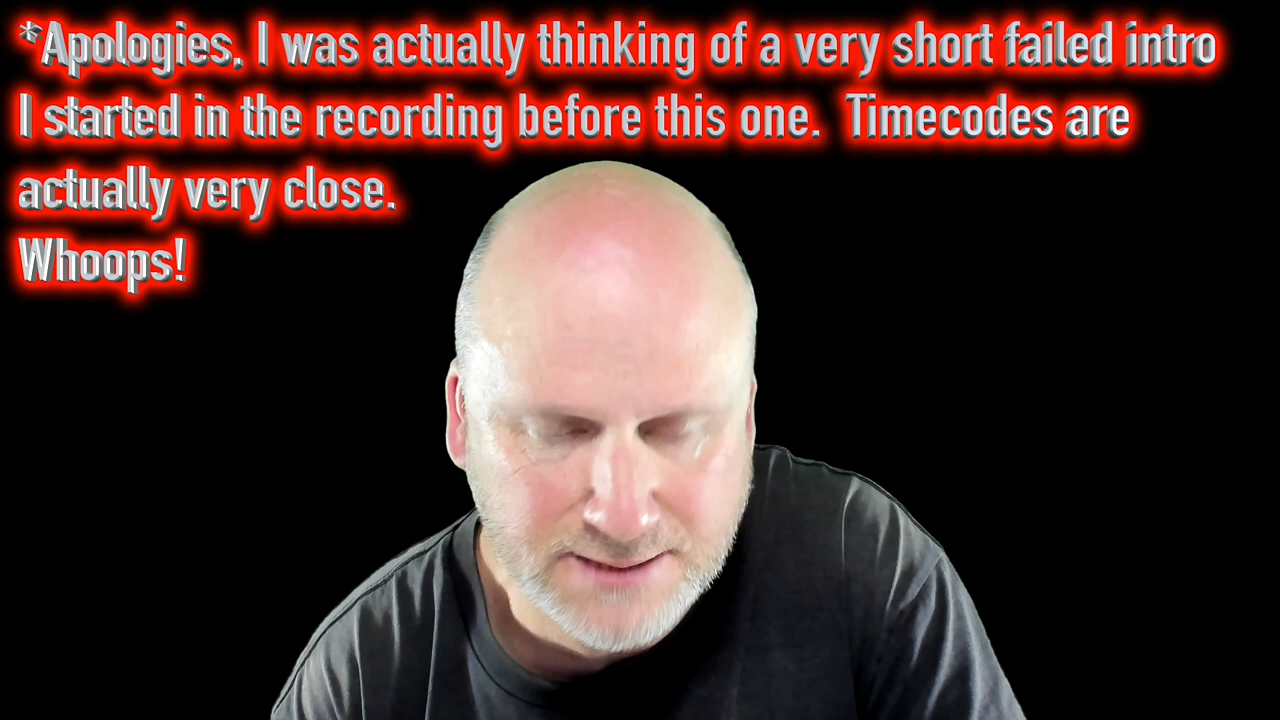 *Apologies, I was actually thinking of a very short failed intro
I started in the recording before this one.  Timecodes are
actually very close.
Whoops!